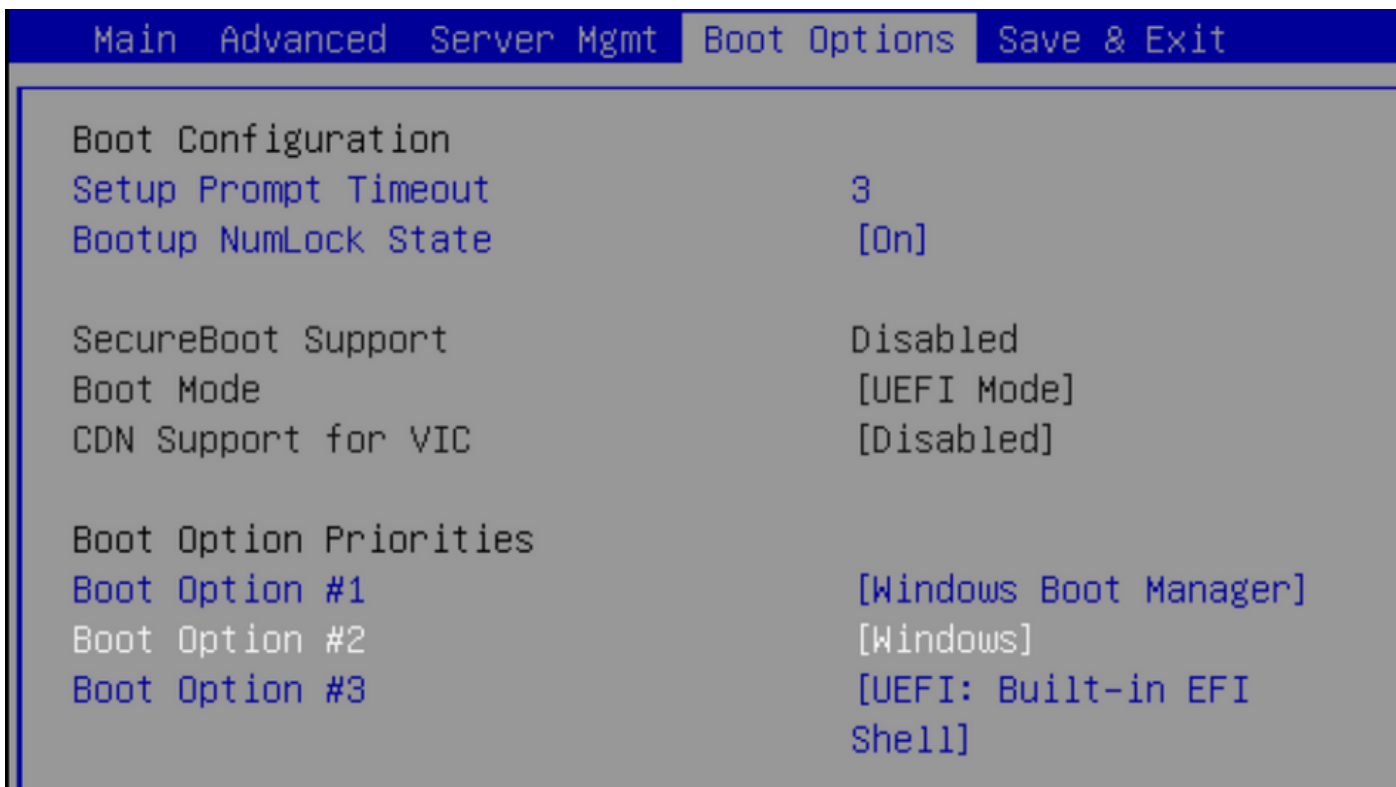 Main Advanced Server Mgmt Boot Options Save & Exit
Boot Configuration
Setup Prompt Timeout 3
Bootup NumLock State [On]
SecureBoot Support Disabled
Boot Mode [UEFI Mode]
CDN Support for VIC [Disabled]
Boot Option Priorities
Boot Option #1 [Windows Boot Manager]
Boot Option #2 [Windows]
Boot Option #3 [UEFI: Built-in EFI
Shell]